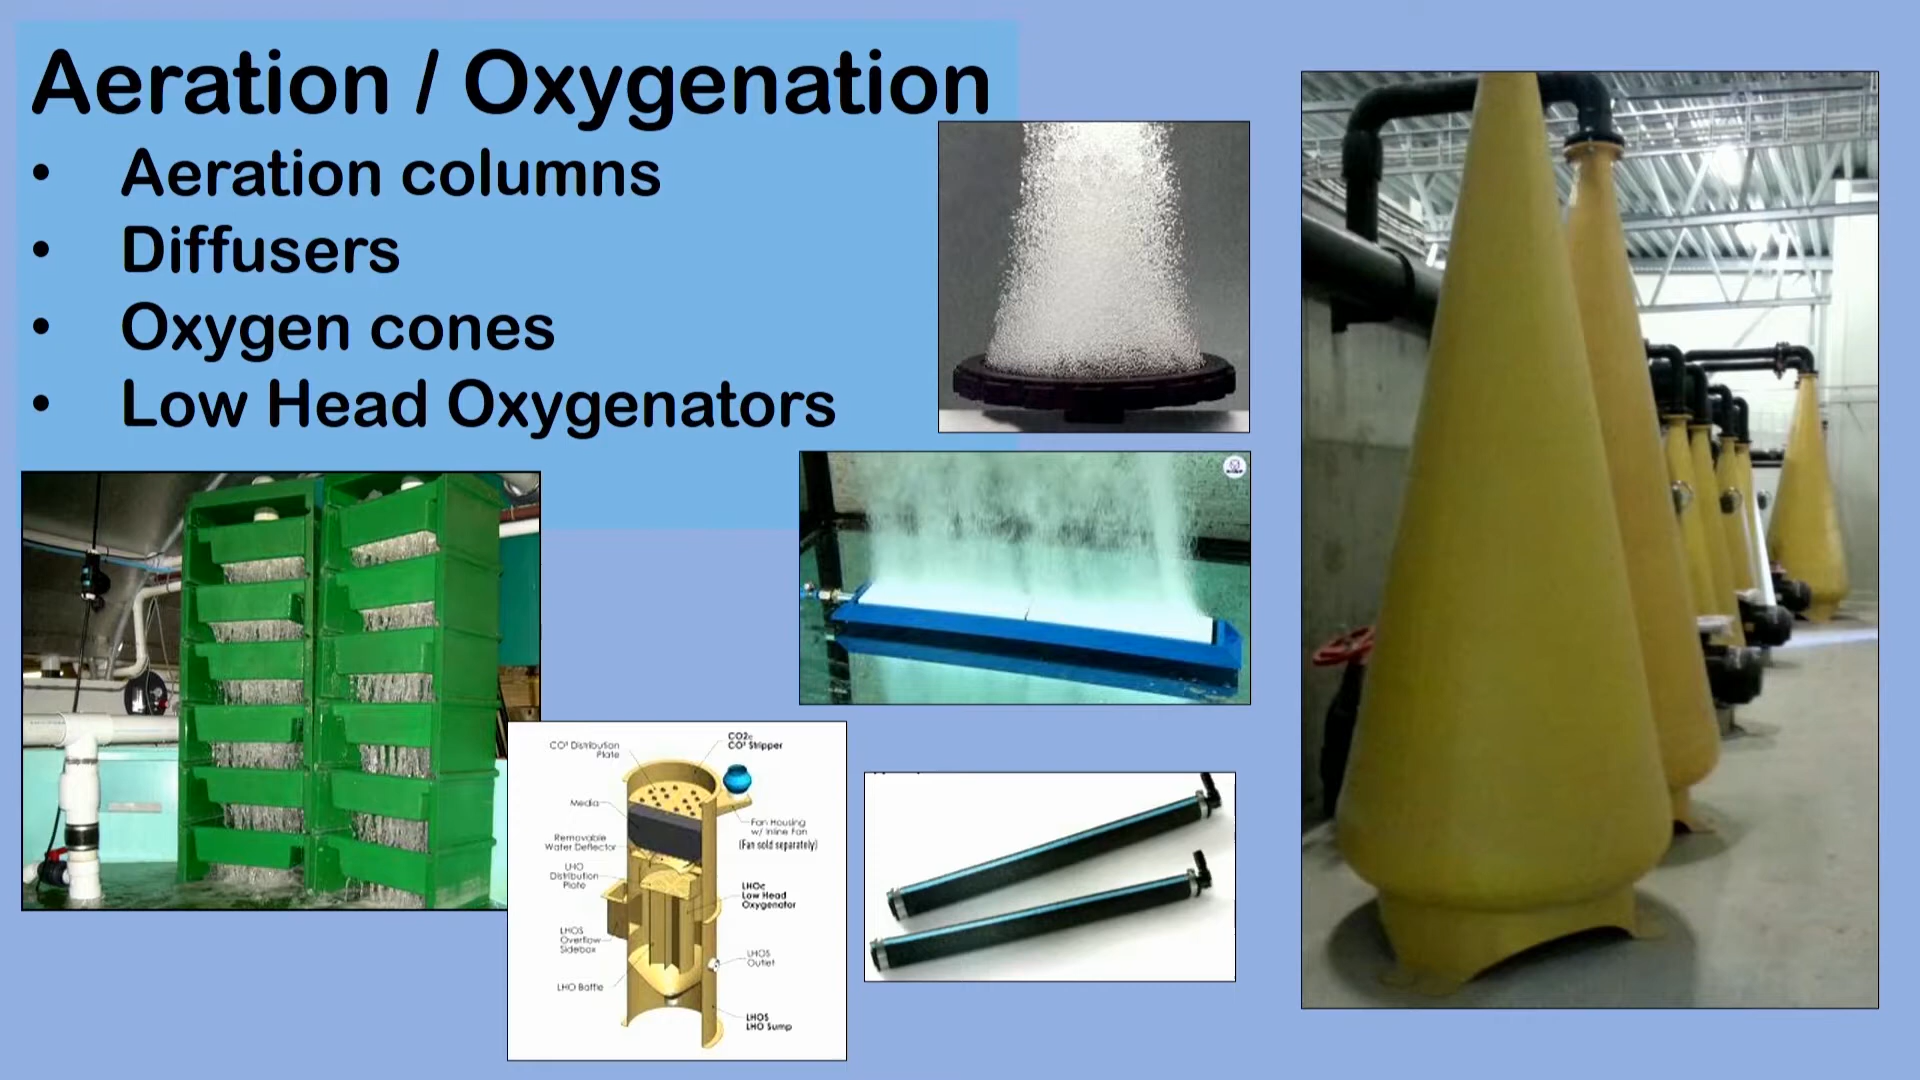 Aeration / Oxygenation
• Aeration columns
• Diffusers
• Oxygen cones
• Low Head Oxygenators
CO² Distribution
Plate
CO2c
CO² Stripper
Media
Fan Housing
w/ Inline Fan
(Fan sold separately)
Removable
Water Deflector
LHO
Distribution
Plate
LHOc
Low Head
Oxygenator
LHOS
Overflow
Sidebox
LHOS
Outlet
LHO Baffle
LHOS
LHO Sump